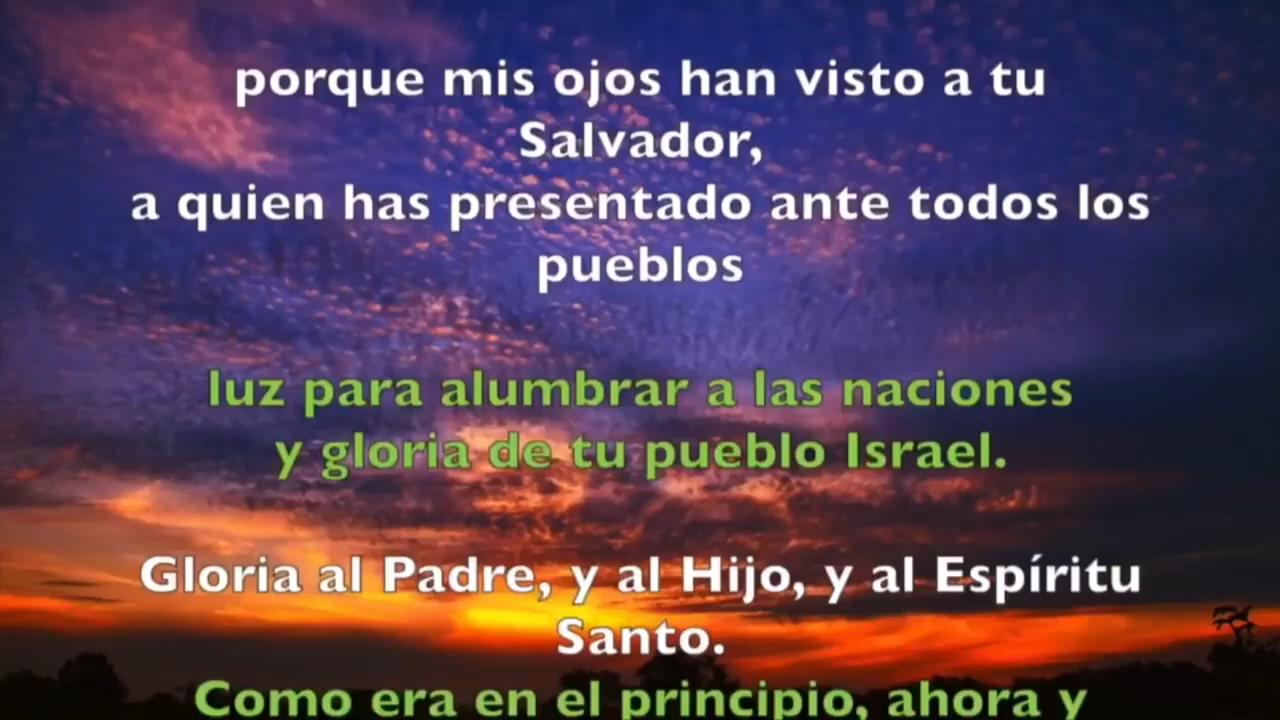 porque mis ojos han visto a tu
Salvador,
a quien has presentado ante todos los
pueblos
luz para alumbrar a las naciones
y gloria de tu pueblo Israel.
Gloria al Padre, y al Hijo, y al Espíritu
Santo.
Como era en el principio, ahora y